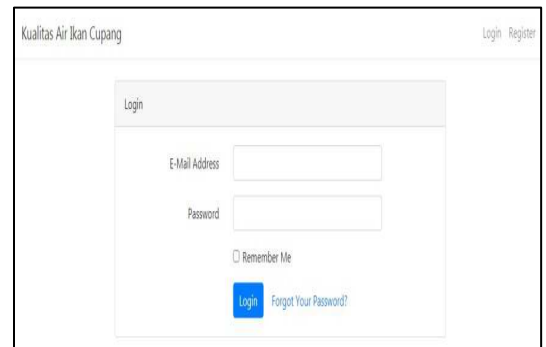 Kualitas Air Ikan Cupang
Login Register
Login
E-Mail Address
Password
Remember Me
Login Forgot Your Password?